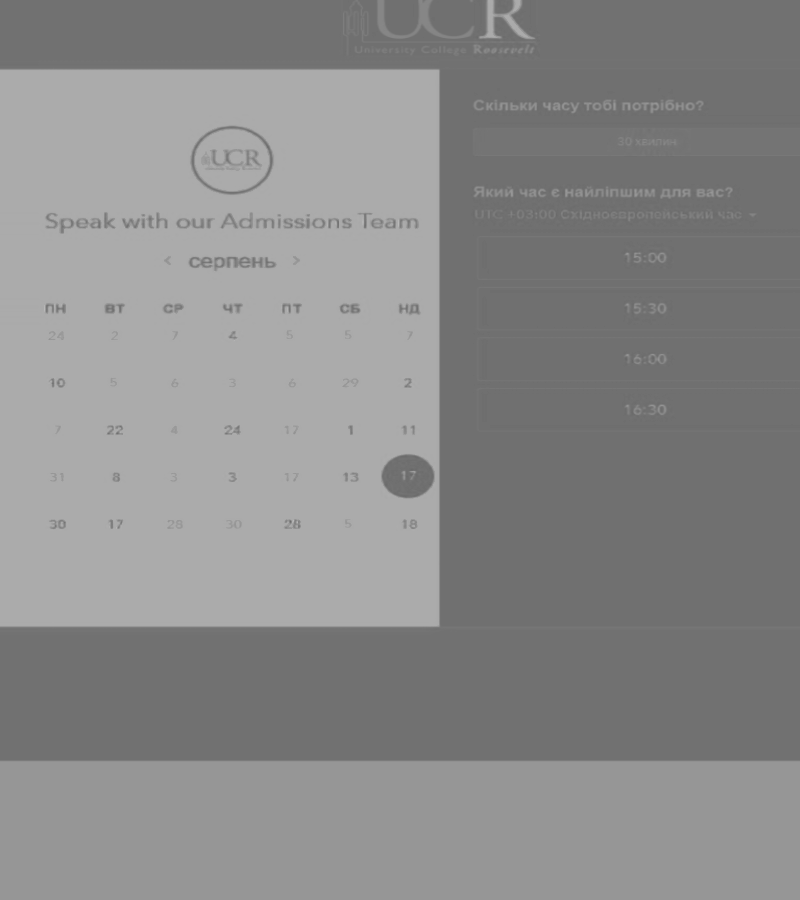 UCR
University College Roosevelt
UCR
Speak with our Admissions Team
‹ серпень ›
ПН ВТ СР ЧТ ПТ СБ НД
24 2 7 4 5 5 7
10 5 6 3 6 29 2
7 22 4 24 17 1 11
31 8 3 3 17 13 17
30 17 28 30 28 5 18
Скільки часу тобі потрібно?
30 хвилин
Який час є найліпшим для вас?
UTC +03:00 Східноєвропейський час
15:00
15:30
16:00
16:30